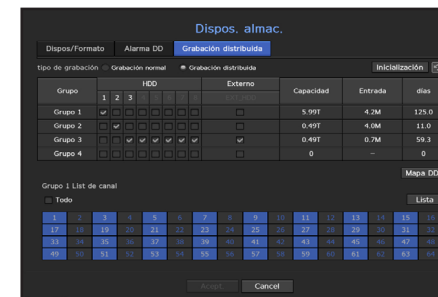 Dispos. almac.
Dispos/Formato Alarma DD Grabación distribuida
tipo de grabación Grabación normal Grabación distribuida Inicialización
Grupo HDD Externo Capacidad Entrada días
1 2 3
Grupo 1 5.99T 4.2M 125.0
Grupo 2 0.49T 4.0M 11.0
Grupo 3 0.49T 0.7M 59.3
Grupo 4 0 – 0
Mapa DD
Grupo 1 List de canal
Todo Lista
1 2 3 4 5 6 7 8 9 10 11 12 13 14 15 16
17 18 19 20 21 22 23 24 25 26 27 28 29 30 31 32
33 34 35 36 37 38 39 40 41 42 43 44 45 46 47 48
49 50 51 52 53 54 55 56 57 58 59 60 61 62 63 64
Acept. Cancel